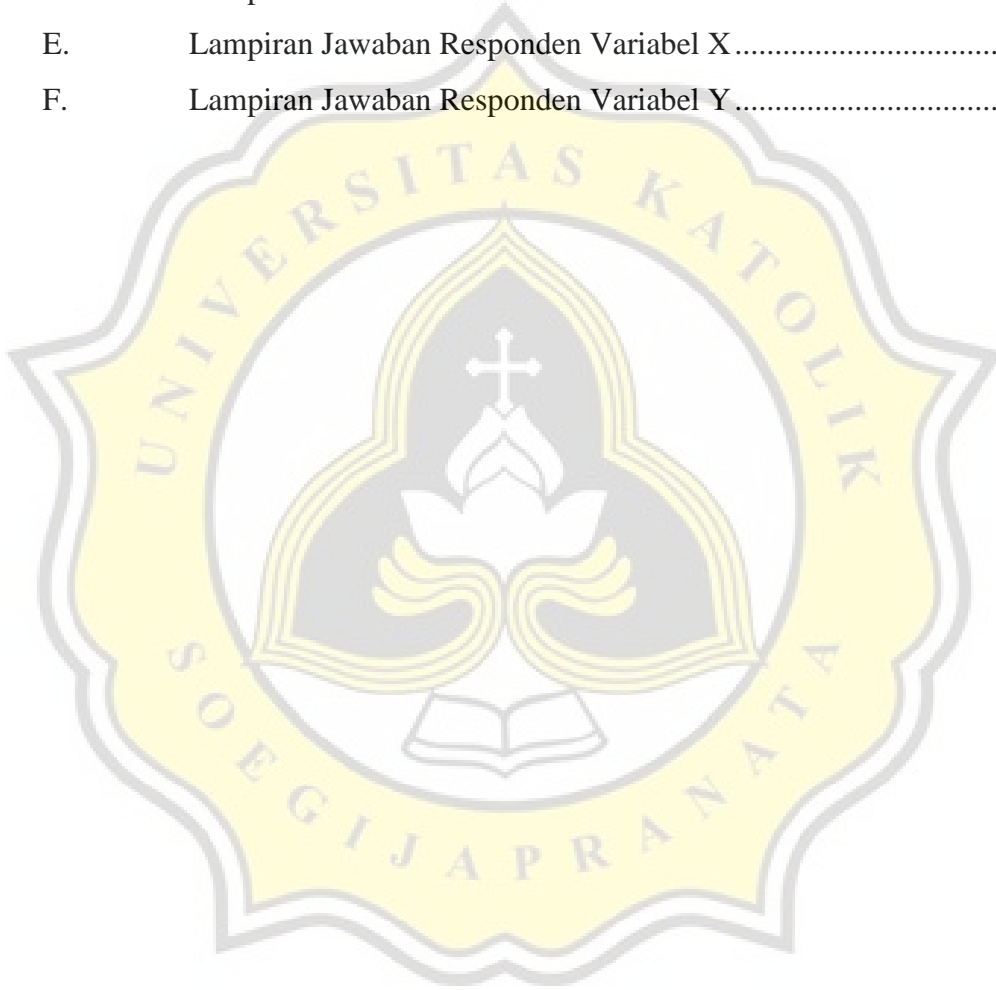 E. Lampiran Jawaban Responden Variabel X.................................
F. Lampiran Jawaban Responden Variabel Y.................................
UNIVERSITAS KATOLIK
SOEGIJAPRANATA